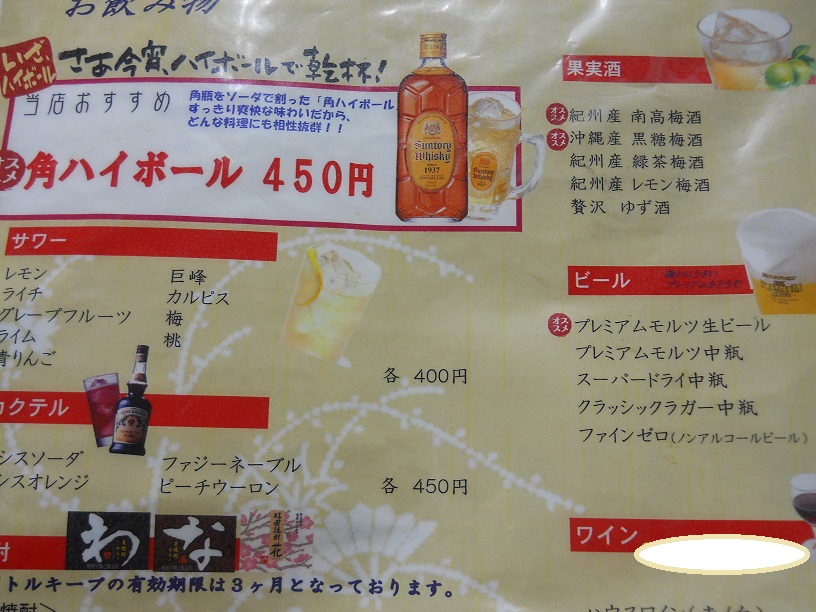 お飲み物
いざ、ハイボール
さあ今宵、ハイボールで乾杯!
当店おすすめ
角瓶をソーダで割った「角ハイボール
すっきり爽快な味わいだから、
どんな料理にも相性抜群！！
オススメ 角ハイボール 450円
Suntory
Whisky
SINCE
1937
サワー
レモン
ライチ
グレープフルーツ
ライム
青りんご
巨峰
カルピス
梅
桃
各 400円
カクテル
シスソーダ
シスオレンジ
ファジーネーブル
ピーチウーロン
各 450円
わ
な
花
トルキープの有効期限は３ヶ月となっております。
焼酎＞
果実酒
オススメ 紀州産 南高梅酒
オススメ 沖縄産 黒糖梅酒
紀州産 緑茶梅酒
紀州産 レモン梅酒
贅沢 ゆず酒
ビール
オススメ プレミアムモルツ生ビール
プレミアムモルツ中瓶
スーパードライ中瓶
クラッシックラガー中瓶
ファインゼロ(ノンアルコールビール)
ワイン
ハウスワイン